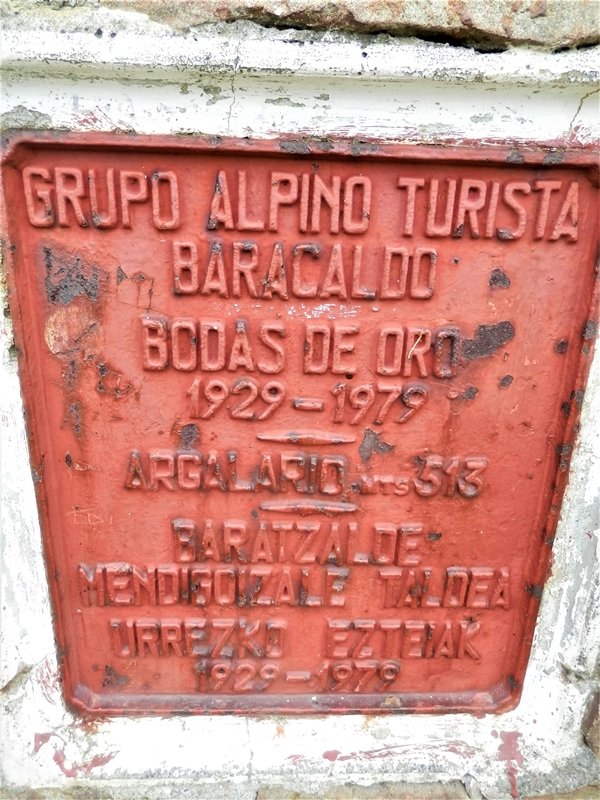 GRUPO ALPINO TURISTA
BARACALDO
BODAS DE ORO
1929-1979
ARGALARIO MTS 513
BARATZALDE
MENDIGOIZALE TALDEA
URREZKO EZTEIAK
1929-1979